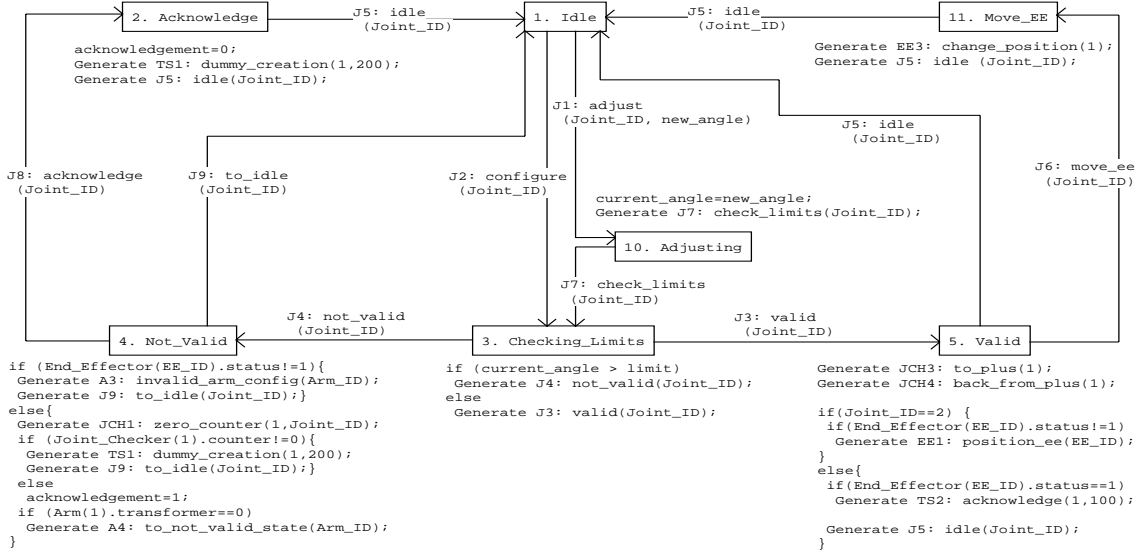 2. Acknowledge
J5: idle
(Joint_ID)
1. Idle
J5: idle
(Joint_ID)
11. Move_EE
acknowledgement=0;
Generate TS1: dummy_creation(1,200);
Generate J5: idle(Joint_ID);
Generate EE3: change_position(1);
Generate J5: idle (Joint_ID);
J1: adjust
(Joint_ID, new_angle)
J5: idle
(Joint_ID)
J8: acknowledge
(Joint_ID)
J9: to_idle
(Joint_ID)
J2: configure
(Joint_ID)
J6: move_ee
(Joint_ID)
current_angle=new_angle;
Generate J7: check_limits(Joint_ID);
10. Adjusting
J7: check_limits
(Joint_ID)
J4: not_valid
(Joint_ID)
J3: valid
(Joint_ID)
4. Not_Valid
3. Checking_Limits
5. Valid
if (End_Effector(EE_ID).status!=1){
Generate A3: invalid_arm_config(Arm_ID);
Generate J9: to_idle(Joint_ID);}
else{
Generate JCH1: zero_counter(1,Joint_ID);
if (Joint_Checker(1).counter!=0){
Generate TS1: dummy_creation(1,200);
Generate J9: to_idle(Joint_ID);}
else
acknowledgement=1;
if (Arm(1).transformer==0)
Generate A4: to_not_valid_state(Arm_ID);
}
if (current_angle > limit)
Generate J4: not_valid(Joint_ID);
else
Generate J3: valid(Joint_ID);
Generate JCH3: to_plus(1);
Generate JCH4: back_from_plus(1);
if(Joint_ID==2) {
if(End_Effector(EE_ID).status!=1)
Generate EE1: position_ee(EE_ID);
}
else{
if(End_Effector(EE_ID).status==1)
Generate TS2: acknowledge(1,100);
Generate J5: idle(Joint_ID);
}